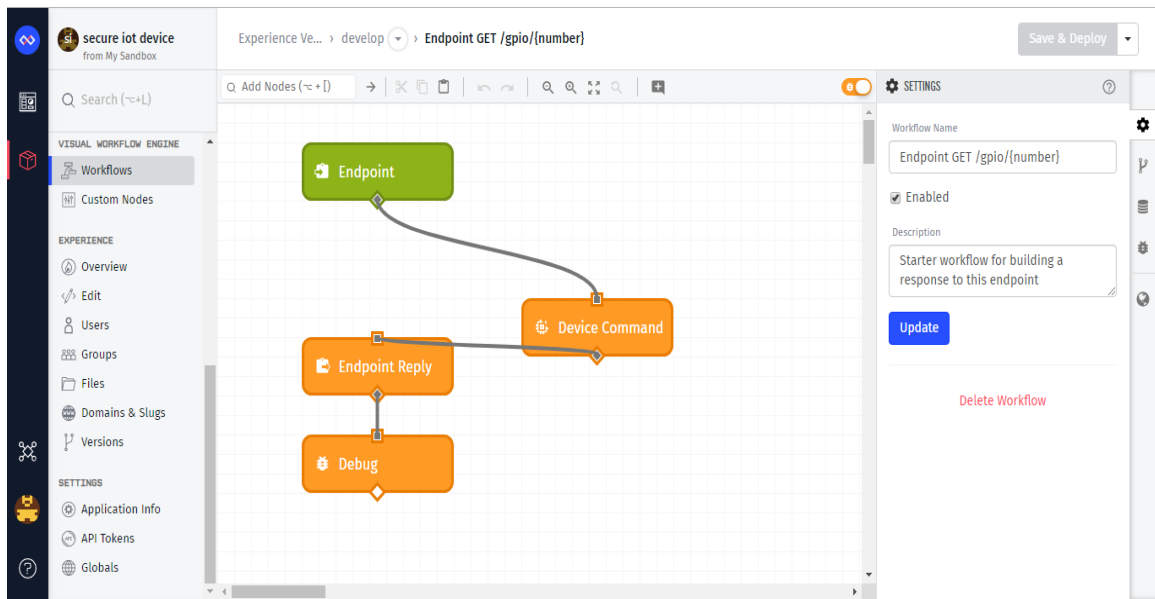 si
secure iot device
from My Sandbox
Experience Ve... › develop › Endpoint GET /gpio/{number}
Save & Deploy
Search (⌥+L)
Add Nodes (⌥ + [)
SETTINGS
VISUAL WORKFLOW ENGINE
Workflows
Custom Nodes
EXPERIENCE
Overview
Edit
Users
Groups
Files
Domains & Slugs
Versions
SETTINGS
Application Info
API Tokens
Globals
Endpoint
Device Command
Endpoint Reply
Debug
Workflow Name
Endpoint GET /gpio/{number}
Enabled
Description
Starter workflow for building a
response to this endpoint
Update
Delete Workflow